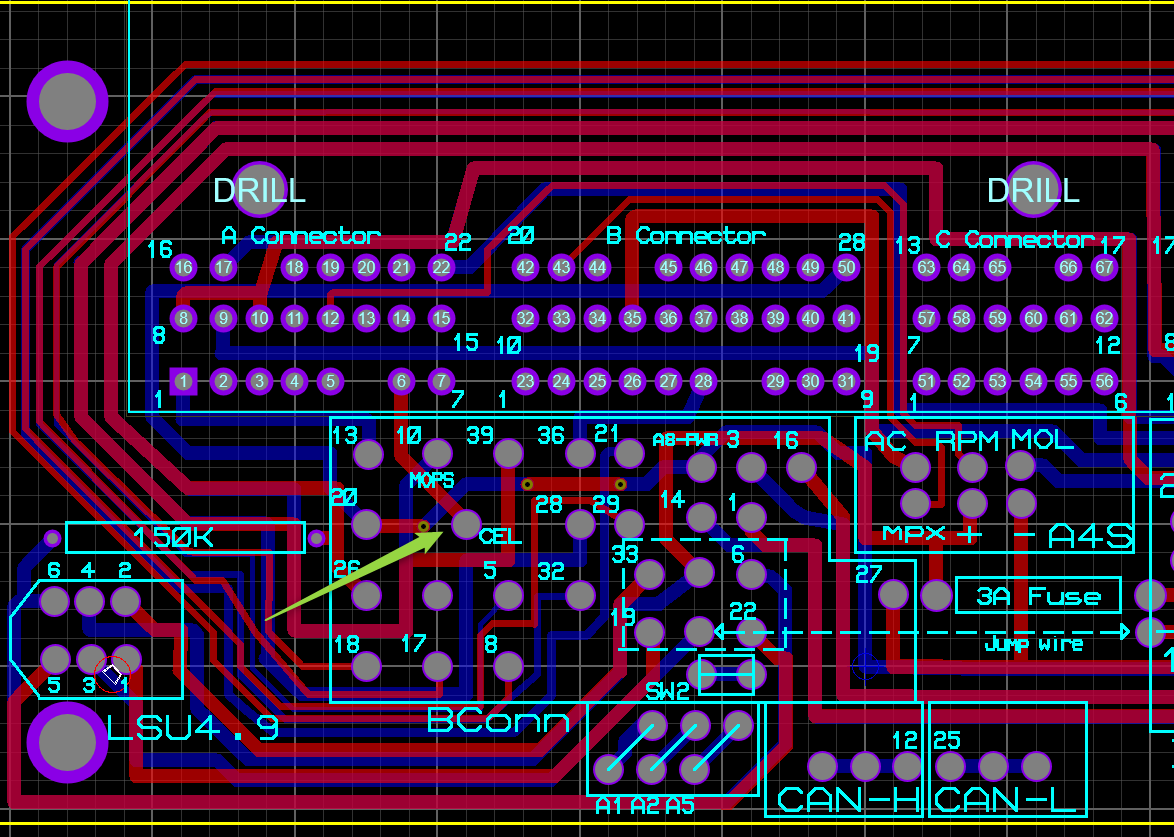 DRILL DRILL
A Connector B Connector C Connector
16 22 20 28 13 17 17
16 17 18 19 20 21 22 42 43 44 45 46 47 48 49 50 63 64 65 66 67
8 9 10 11 12 13 14 15 32 33 34 35 36 37 38 39 40 41 57 58 59 60 61 62
8 15 10 19 7 12 8
1 2 3 4 5 6 7 23 24 25 26 27 28 29 30 31 51 52 53 54 55 56
1 7 1 9 1 6 1
13 10 39 36 21 A8-PWR 3 16 AC RPM MOL
MOPS
20 28 29 14 1 2
150K CEL MPX + - A4S
33 6
6 4 2 26 5 32 27
3A Fuse
19 22
18 17 8 Jump wire
5 3 1 SW2
LSU4.9 BConn
12 25
A1 A2 A5 CAN-H CAN-L